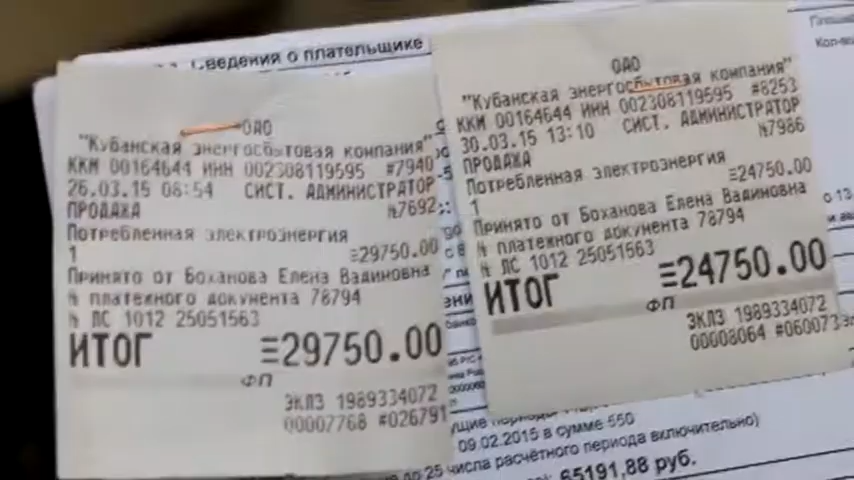 Сведения о плательщике
ОАО
"Кубанская энергосбытовая компания"
ККМ 00164644 ИНН 002308119595 #7940
26.03.15 08:54 СИСТ. АДМИНИСТРАТОР
ПРОДАЖА №7692
Потребленная электроэнергия
1 ≡29750.00
Принято от Боханова Елена Вадиновна
№ платежного документа 78794
№ ЛС 1012 25051563
ИТОГ ≡29750.00
ФП
ЭКЛЗ 1989334072
00007768 #026791
ОАО
"Кубанская энергосбытовая компания"
ККМ 00164644 ИНН 002308119595 #8253
30.03.15 13:10 СИСТ. АДМИНИСТРАТОР
ПРОДАЖА №7986
Потребленная электроэнергия
1 ≡24750.00
Принято от Боханова Елена Вадиновна
№ платежного документа 78794
№ ЛС 1012 25051563
ИТОГ ≡24750.00
ФП
ЭКЛЗ 1989334072
00008064 #060073
09.02.2015 в сумме 550
до 25 числа расчётного периода включительно)
65191,88 руб.